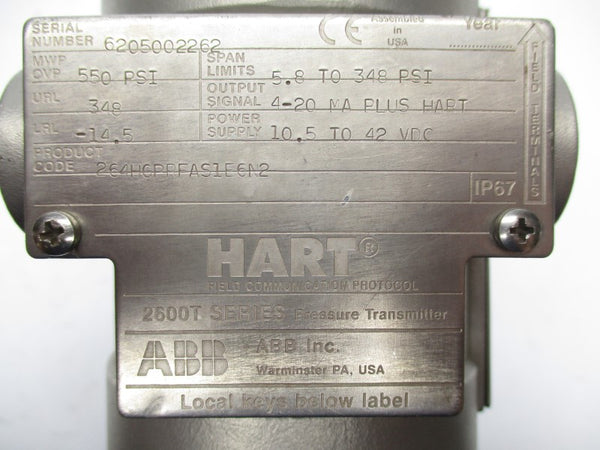 SERIAL NUMBER 6205002262 CE Assembled in USA Year
MWP OVP 550 PSI SPAN LIMITS 5.8 TO 348 PSI
URL 348 OUTPUT SIGNAL 4-20 MA PLUS HART
LRL -14.5 POWER SUPPLY 10.5 TO 42 VDC
PRODUCT CODE
IP67
FIELD TERMINALS
HART®
FIELD COMMUNICATION PROTOCOL
2600T SERIES Pressure Transmitter
ABB ABB Inc.
Warminster PA, USA
Local keys below label